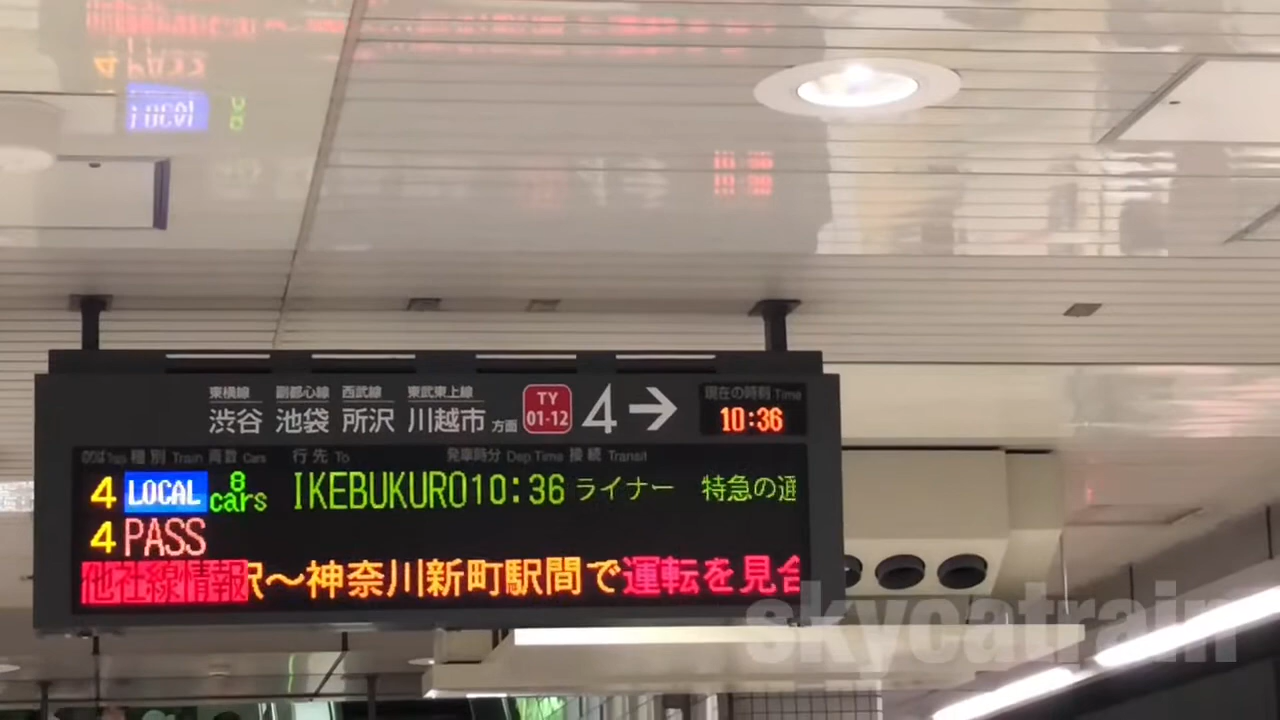 東横線 副都心線 西武線 東武東上線
渋谷 池袋 所沢 川越市 方面 TY 01-12 4→ 現在の時刻 Time 10:36
種別 Train 両数 Cars 行先 To 発車時分 Dep Time 接続 Transit
4 LOCAL 8 cars IKEBUKURO 10:36 ライナー 特急の通
4 PASS
他社線情報 駅～神奈川新町駅間で運転を見合
skycatrain